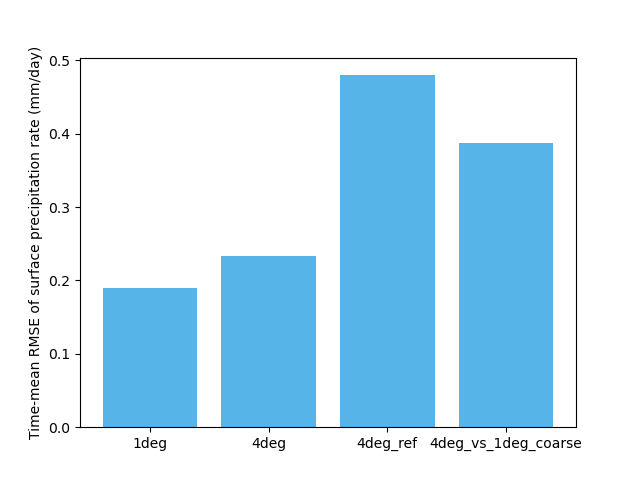 Time-mean RMSE of surface precipitation rate (mm/day)
0.5
0.4
0.3
0.2
0.1
0.0
1deg
4deg
4deg_ref
4deg_vs_1deg_coarse